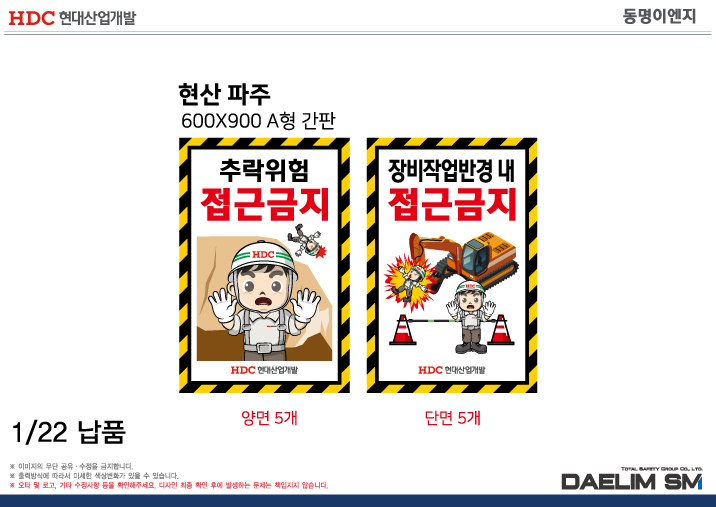 HDC 현대산업개발
동명이엔지
현산 파주
600X900 A형 간판
추락위험
접근금지
HDC
HDC 현대산업개발
장비작업반경 내
접근금지
HDC
HDC 현대산업개발
양면 5개
단면 5개
1/22 납품
※ 이미지의 무단 공유 · 수정을 금지합니다.
※ 출력방식에 따라서 미세한 색상변화가 있을 수 있습니다.
※ 오타 및 로고, 기타 수정사항 등을 확인해주세요. 디자인 최종 확인 후에 발생하는 문제는 책임지지 않습니다.
TOTAL SAFETY GROUP CO., LTD.
DAELIM SM